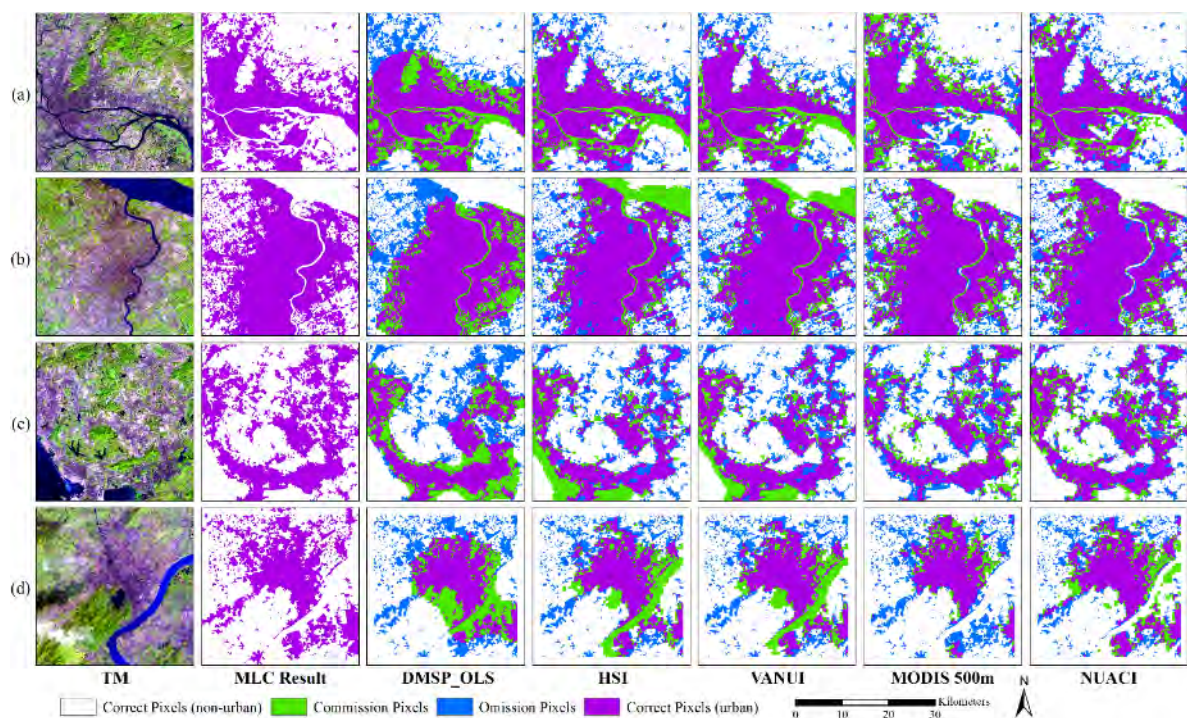 (a)
(b)
(c)
(d)
TM MLC Result DMSP_OLS HSI VANUI MODIS 500m NUACI
Correct Pixels (non-urban) Commission Pixels Omission Pixels Correct Pixels (urban) Kilometers N
0 10 20 30